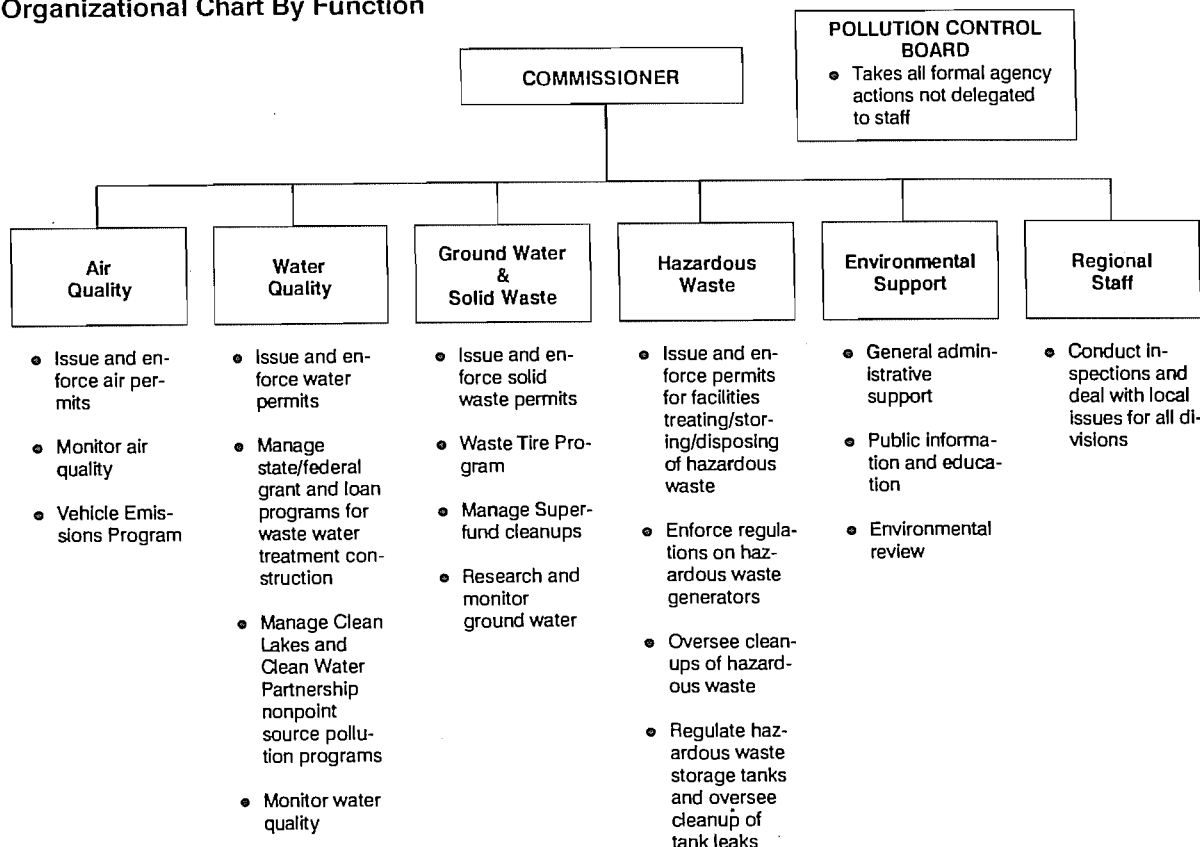 Organizational Chart By Function
POLLUTION CONTROL
BOARD
• Takes all formal agency
actions not delegated
to staff
COMMISSIONER
Air
Quality
Water
Quality
Ground Water
&
Solid Waste
Hazardous
Waste
Environmental
Support
Regional
Staff
• Issue and en-
force air per-
mits
• Monitor air
quality
• Vehicle Emis-
sions Program
• Issue and en-
force water
permits
• Manage
state/federal
grant and loan
programs for
waste water
treatment con-
struction
• Manage Clean
Lakes and
Clean Water
Partnership
nonpoint
source pollu-
tion programs
• Monitor water
quality
• Issue and en-
force solid
waste permits
• Waste Tire Pro-
gram
• Manage Super-
fund cleanups
• Research and
monitor
ground water
• Issue and en-
force permits
for facilities
treating/stor-
ing/disposing
of hazardous
waste
• Enforce regula-
tions on haz-
ardous waste
generators
• Oversee clean-
ups of hazard-
ous waste
• Regulate haz-
ardous waste
storage tanks
and oversee
cleanup of
tank leaks
• General admin-
istrative
support
• Public informa-
tion and educa-
tion
• Environmental
review
• Conduct in-
spections and
deal with local
issues for all di-
visions